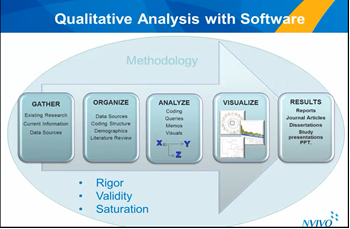 Qualitative Analysis with Software
Methodology
GATHER
Existing Research
Current Information
Data Sources
ORGANIZE
Data Sources
Coding Structure
Demographics
Literature Review
ANALYZE
Coding
Queries
Memos
Visuals
X
Y
Z
VISUALIZE
RESULTS
Reports
Journal Articles
Dissertations
Study
presentations
PPT.
• Rigor
• Validity
• Saturation
NVIVO